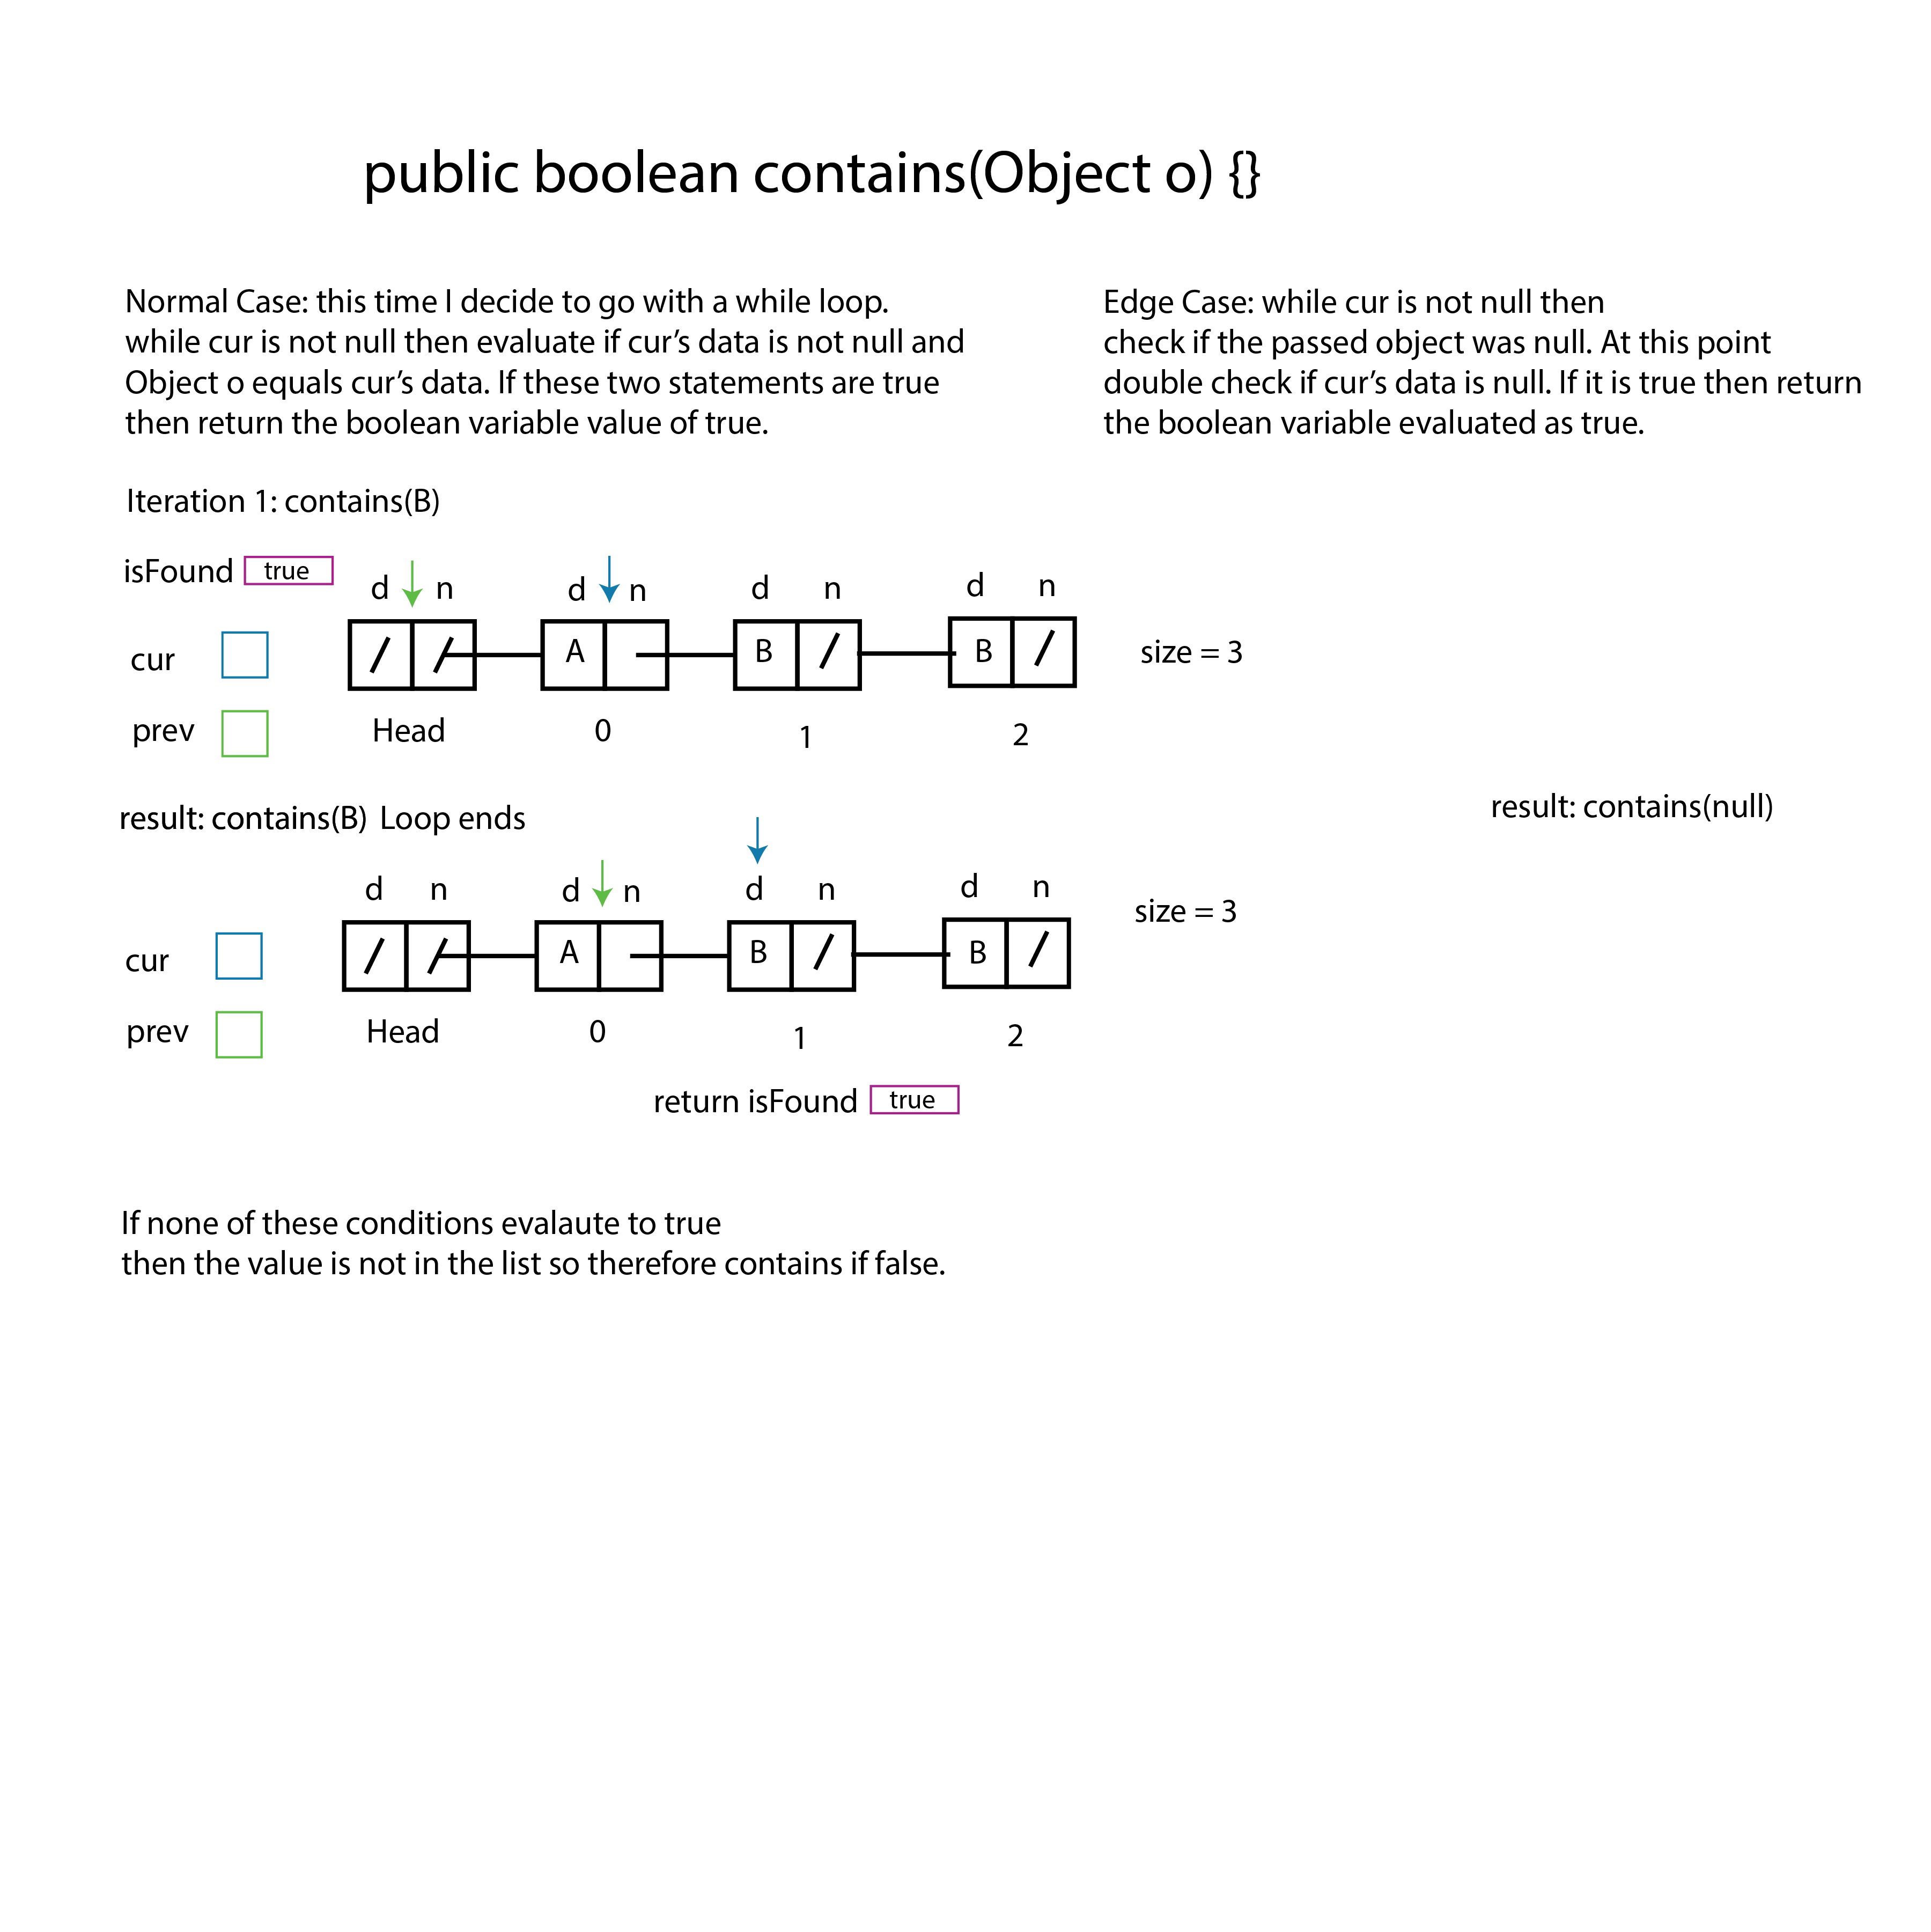 public boolean contains(Object o) {}
Normal Case: this time I decide to go with a while loop.
while cur is not null then evaluate if cur’s data is not null and
Object o equals cur’s data. If these two statements are true
then return the boolean variable value of true.
Edge Case: while cur is not null then
check if the passed object was null. At this point
double check if cur’s data is null. If it is true then return
the boolean variable evaluated as true.
Iteration 1: contains(B)
isFound true
d n d n d n d n
cur / / A B / B / size = 3
prev Head 0 1 2
result: contains(null)
result: contains(B) Loop ends
d n d n d n d n
size = 3
cur / / A B / B /
prev Head 0 1 2
return isFound true
If none of these conditions evalaute to true
then the value is not in the list so therefore contains if false.